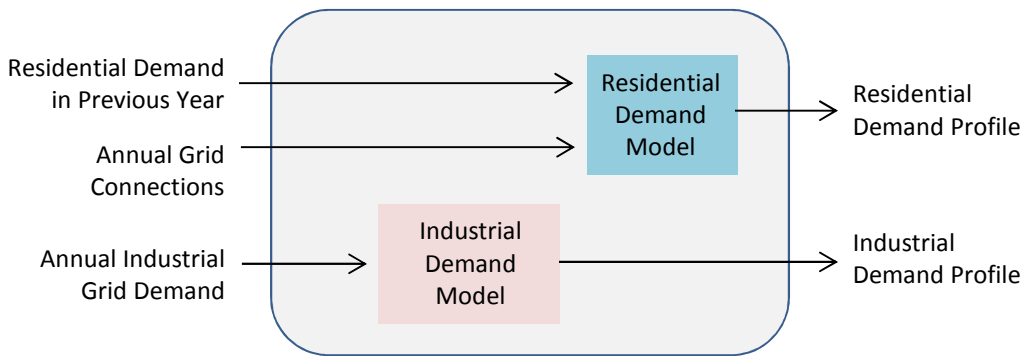 Residential Demand
in Previous Year
Annual Grid
Connections
Annual Industrial
Grid Demand
Residential
Demand
Model
Industrial
Demand
Model
Residential
Demand Profile
Industrial
Demand Profile